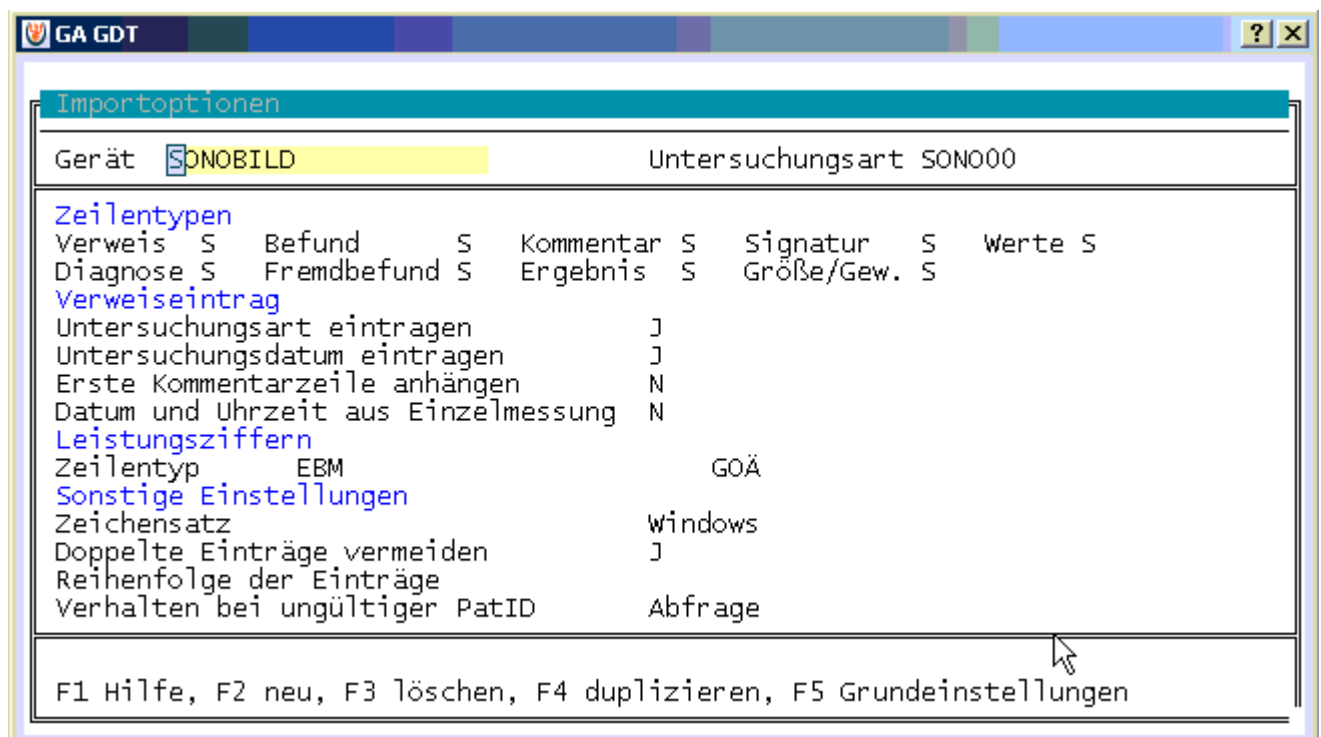 GA GDT
Importoptionen
Gerät SONOBILD Untersuchungsart SONO00
Zeilentypen
Verweis S Befund S Kommentar S Signatur S Werte S
Diagnose S Fremdbefund S Ergebnis S Größe/Gew. S
Verweiseintrag
Untersuchungsart eintragen J
Untersuchungsdatum eintragen J
Erste Kommentarzeile anhängen N
Datum und Uhrzeit aus Einzelmessung N
Leistungsziffern
Zeilentyp EBM GOÄ
Sonstige Einstellungen
Zeichensatz Windows
Doppelte Einträge vermeiden J
Reihenfolge der Einträge
Verhalten bei ungültiger PatID Abfrage
F1 Hilfe, F2 neu, F3 löschen, F4 duplizieren, F5 Grundeinstellungen